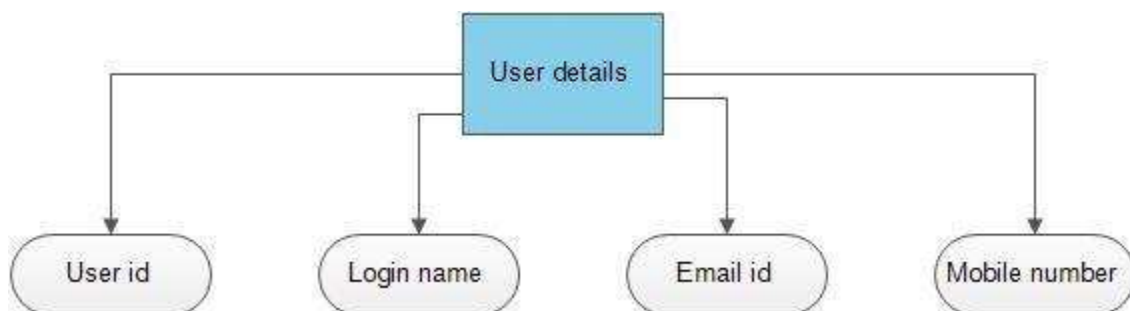 User details
User id
Login name
Email id
Mobile number